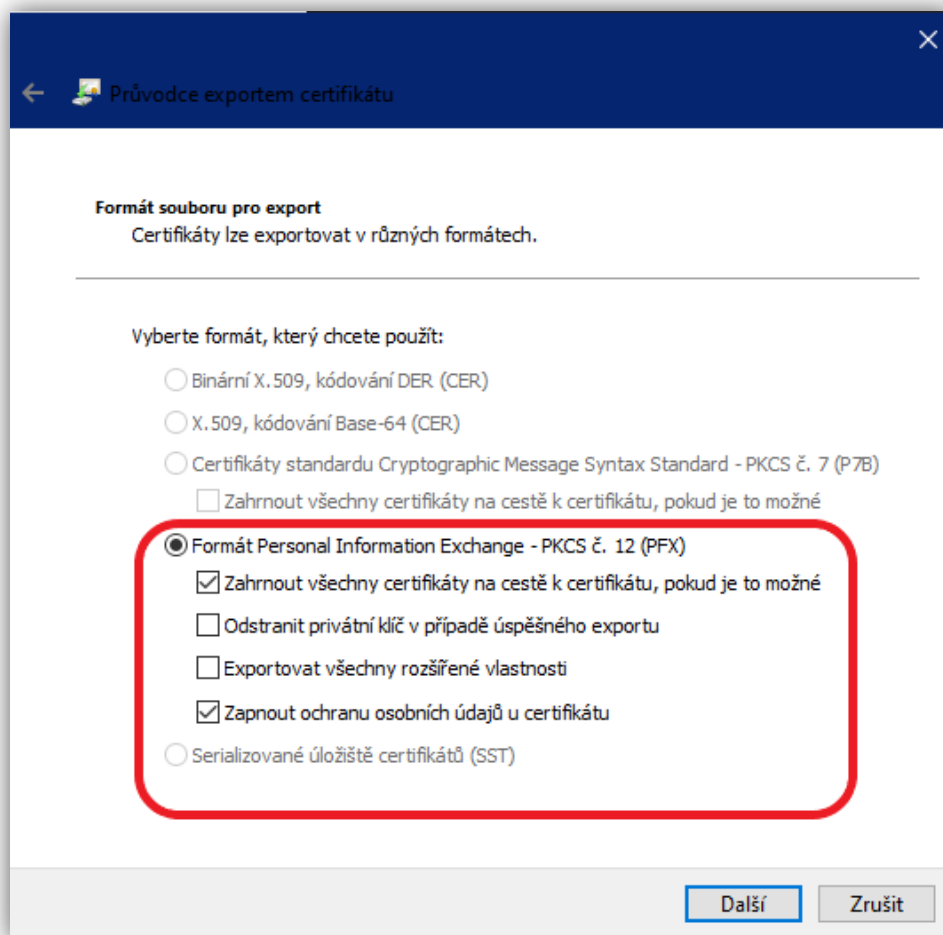 Průvodce exportem certifikátu
Formát souboru pro export
Certifikáty lze exportovat v různých formátech.
Vyberte formát, který chcete použít:
Binární X.509, kódování DER (CER)
X.509, kódování Base-64 (CER)
Certifikáty standardu Cryptographic Message Syntax Standard - PKCS č. 7 (P7B)
Zahrnout všechny certifikáty na cestě k certifikátu, pokud je to možné
Formát Personal Information Exchange - PKCS č. 12 (PFX)
Zahrnout všechny certifikáty na cestě k certifikátu, pokud je to možné
Odstranit privátní klíč v případě úspěšného exportu
Exportovat všechny rozšířené vlastnosti
Zapnout ochranu osobních údajů u certifikátu
Serializované úložiště certifikátů (SST)
Další
Zrušit